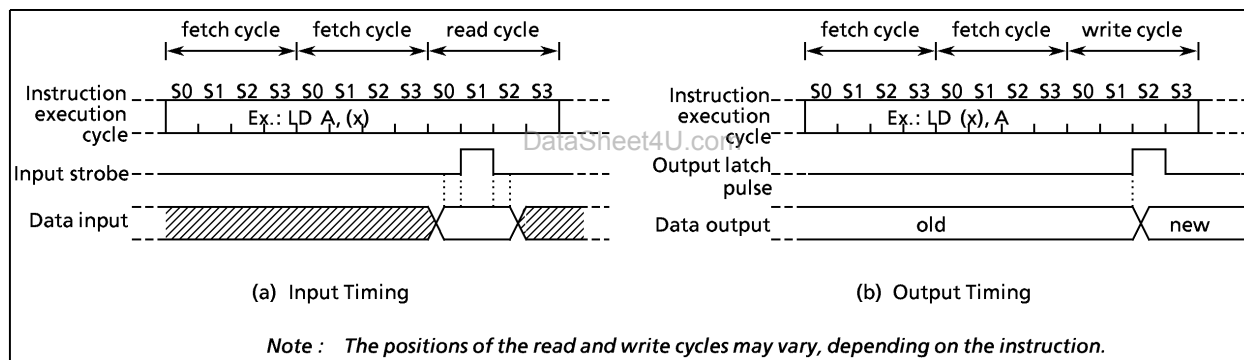 fetch cycle fetch cycle read cycle
S0 S1 S2 S3 S0 S1 S2 S3 S0 S1 S2 S3
Instruction
execution
cycle
Ex.: LD A, (x)
Input strobe
Data input
(a) Input Timing
fetch cycle fetch cycle write cycle
S0 S1 S2 S3 S0 S1 S2 S3 S0 S1 S2 S3
Instruction
execution
cycle
Ex.: LD (x), A
Output latch
pulse
Data output
old
new
(b) Output Timing
DataSheet4U.com
Note : The positions of the read and write cycles may vary, depending on the instruction.